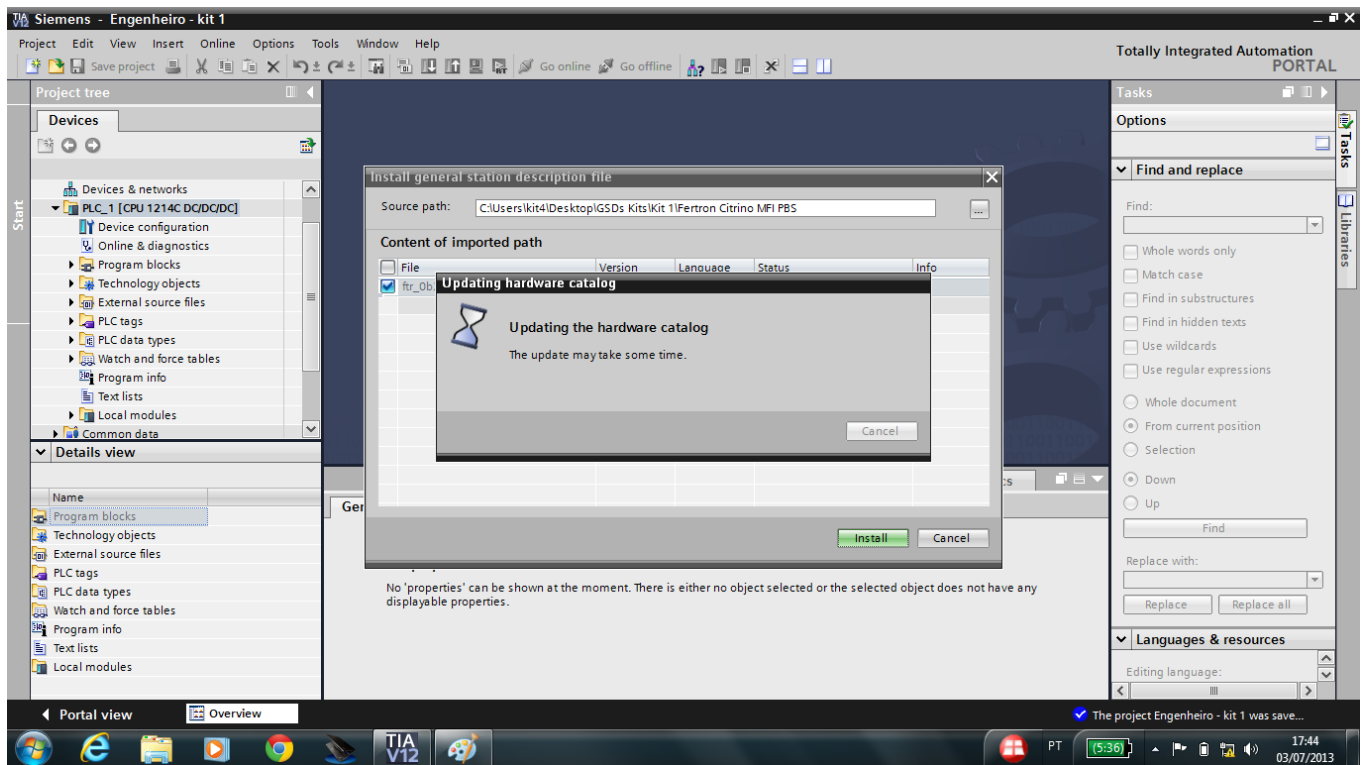 TIA V12 Siemens - Engenheiro - kit 1
Project Edit View Insert Online Options Tools Window Help
Totally Integrated Automation
PORTAL
Save project Go online Go offline
Project tree
Devices
Devices & networks
PLC_1 [CPU 1214C DC/DC/DC]
Device configuration
Online & diagnostics
Program blocks
Technology objects
External source files
PLC tags
PLC data types
Watch and force tables
Program info
Text lists
Local modules
Common data
Start
Details view
Name
Program blocks
Technology objects
External source files
PLC tags
PLC data types
Watch and force tables
Program info
Text lists
Local modules
Install general station description file
Source path: C:\Users\kit4\Desktop\GSDs Kits\Kit 1\Fertron Citrino MFI PBS
...
Content of imported path
File Version Language Status Info
ftr_0b.
Updating hardware catalog
Updating the hardware catalog
The update may take some time.
Cancel
Install Cancel
No 'properties' can be shown at the moment. There is either no object selected or the selected object does not have any
displayable properties.
Tasks
Options
Find and replace
Find:
Whole words only
Match case
Find in substructures
Find in hidden texts
Use wildcards
Use regular expressions
Whole document
From current position
Selection
Down
Up
Find
Replace with:
Replace Replace all
Languages & resources
Editing language:
Tasks
Libraries
Portal view Overview
The project Engenheiro - kit 1 was save...
TIA V12
PT (5:36) 17:44
03/07/2013